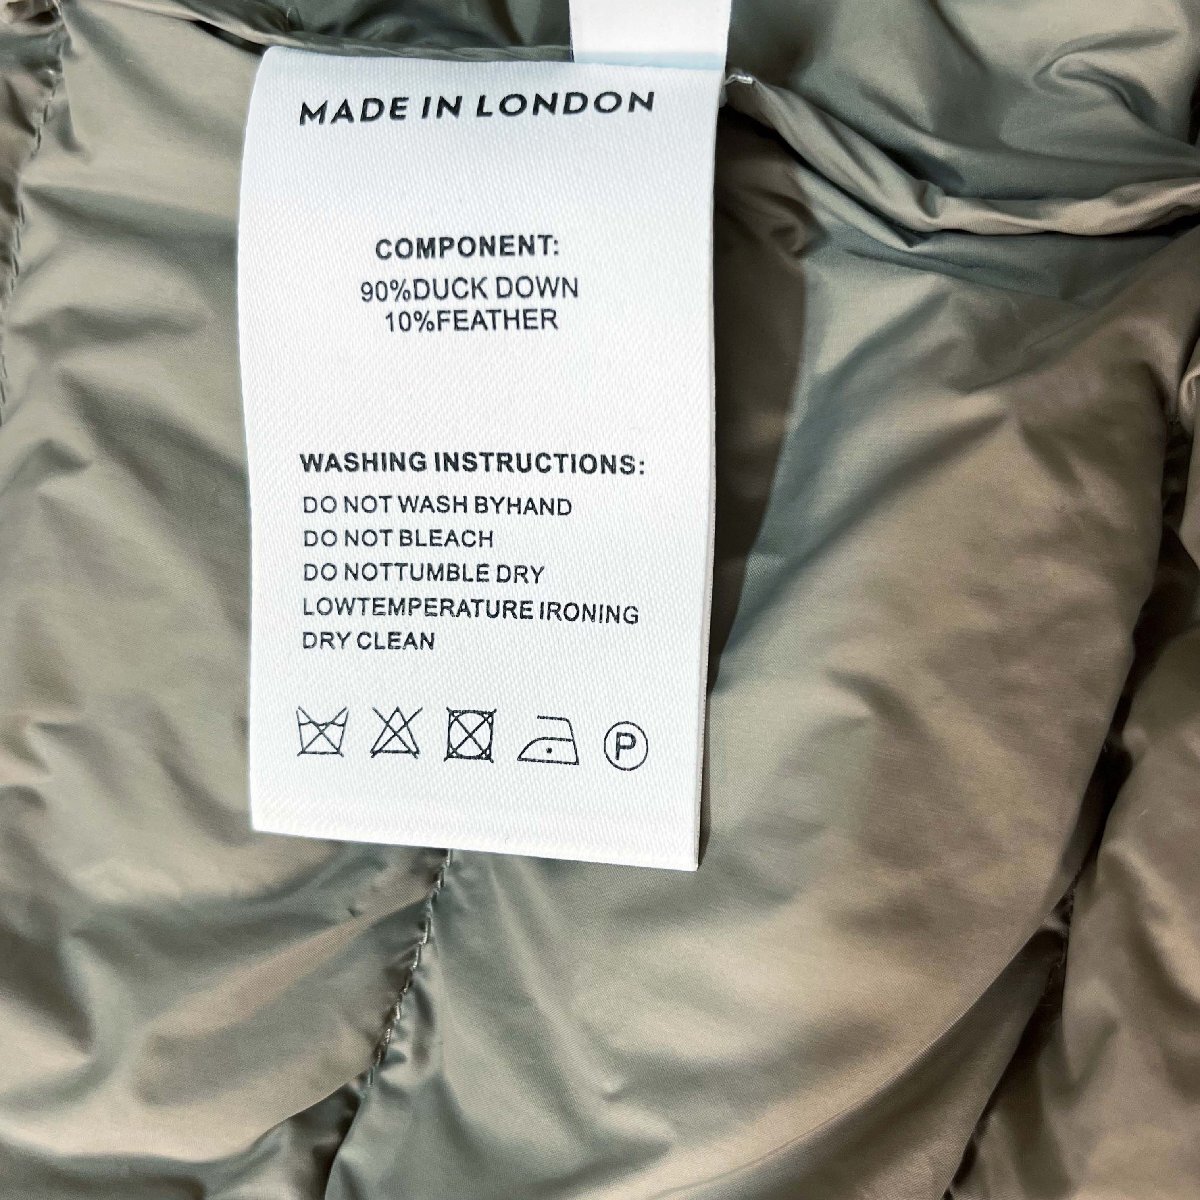 MADE IN LONDON
COMPONENT:
90%DUCK DOWN
10%FEATHER
WASHING INSTRUCTIONS:
DO NOT WASH BYHAND
DO NOT BLEACH
DO NOTTUMBLE DRY
LOWTEMPERATURE IRONING
DRY CLEAN
P